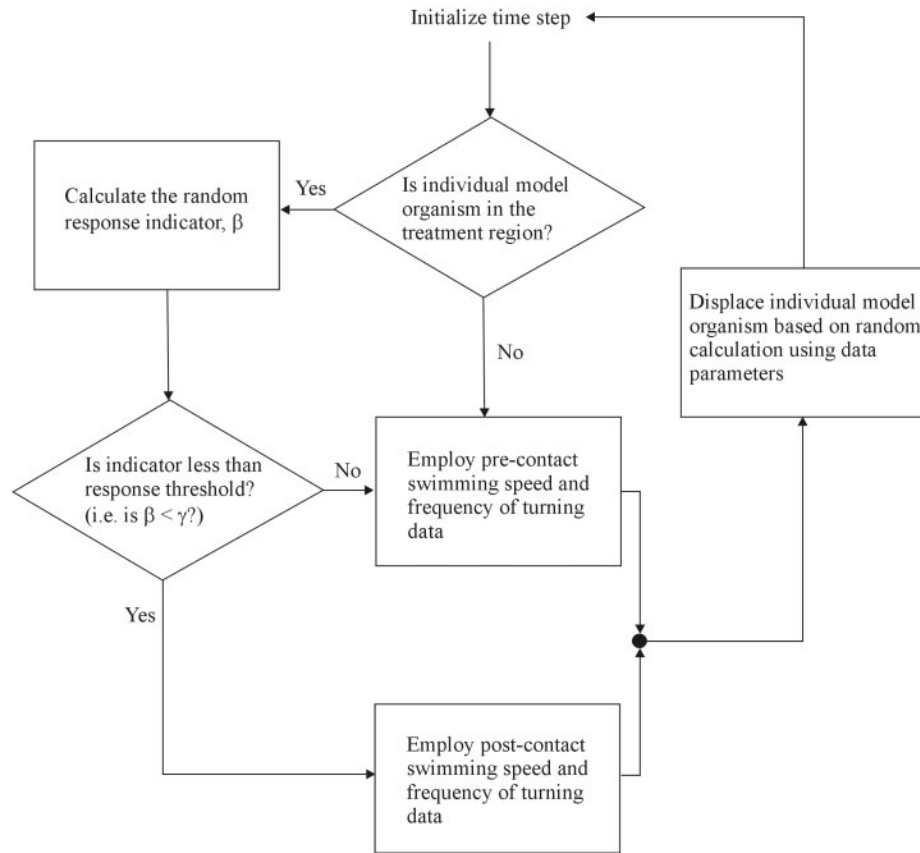 Initialize time step
Is individual model
organism in the
treatment region?
Yes
Calculate the random
response indicator, β
No
Displace individual model
organism based on random
calculation using data
parameters
Is indicator less than
response threshold?
(i.e. is β < γ?)
No
Employ pre-contact
swimming speed and
frequency of turning
data
Yes
Employ post-contact
swimming speed and
frequency of turning
data